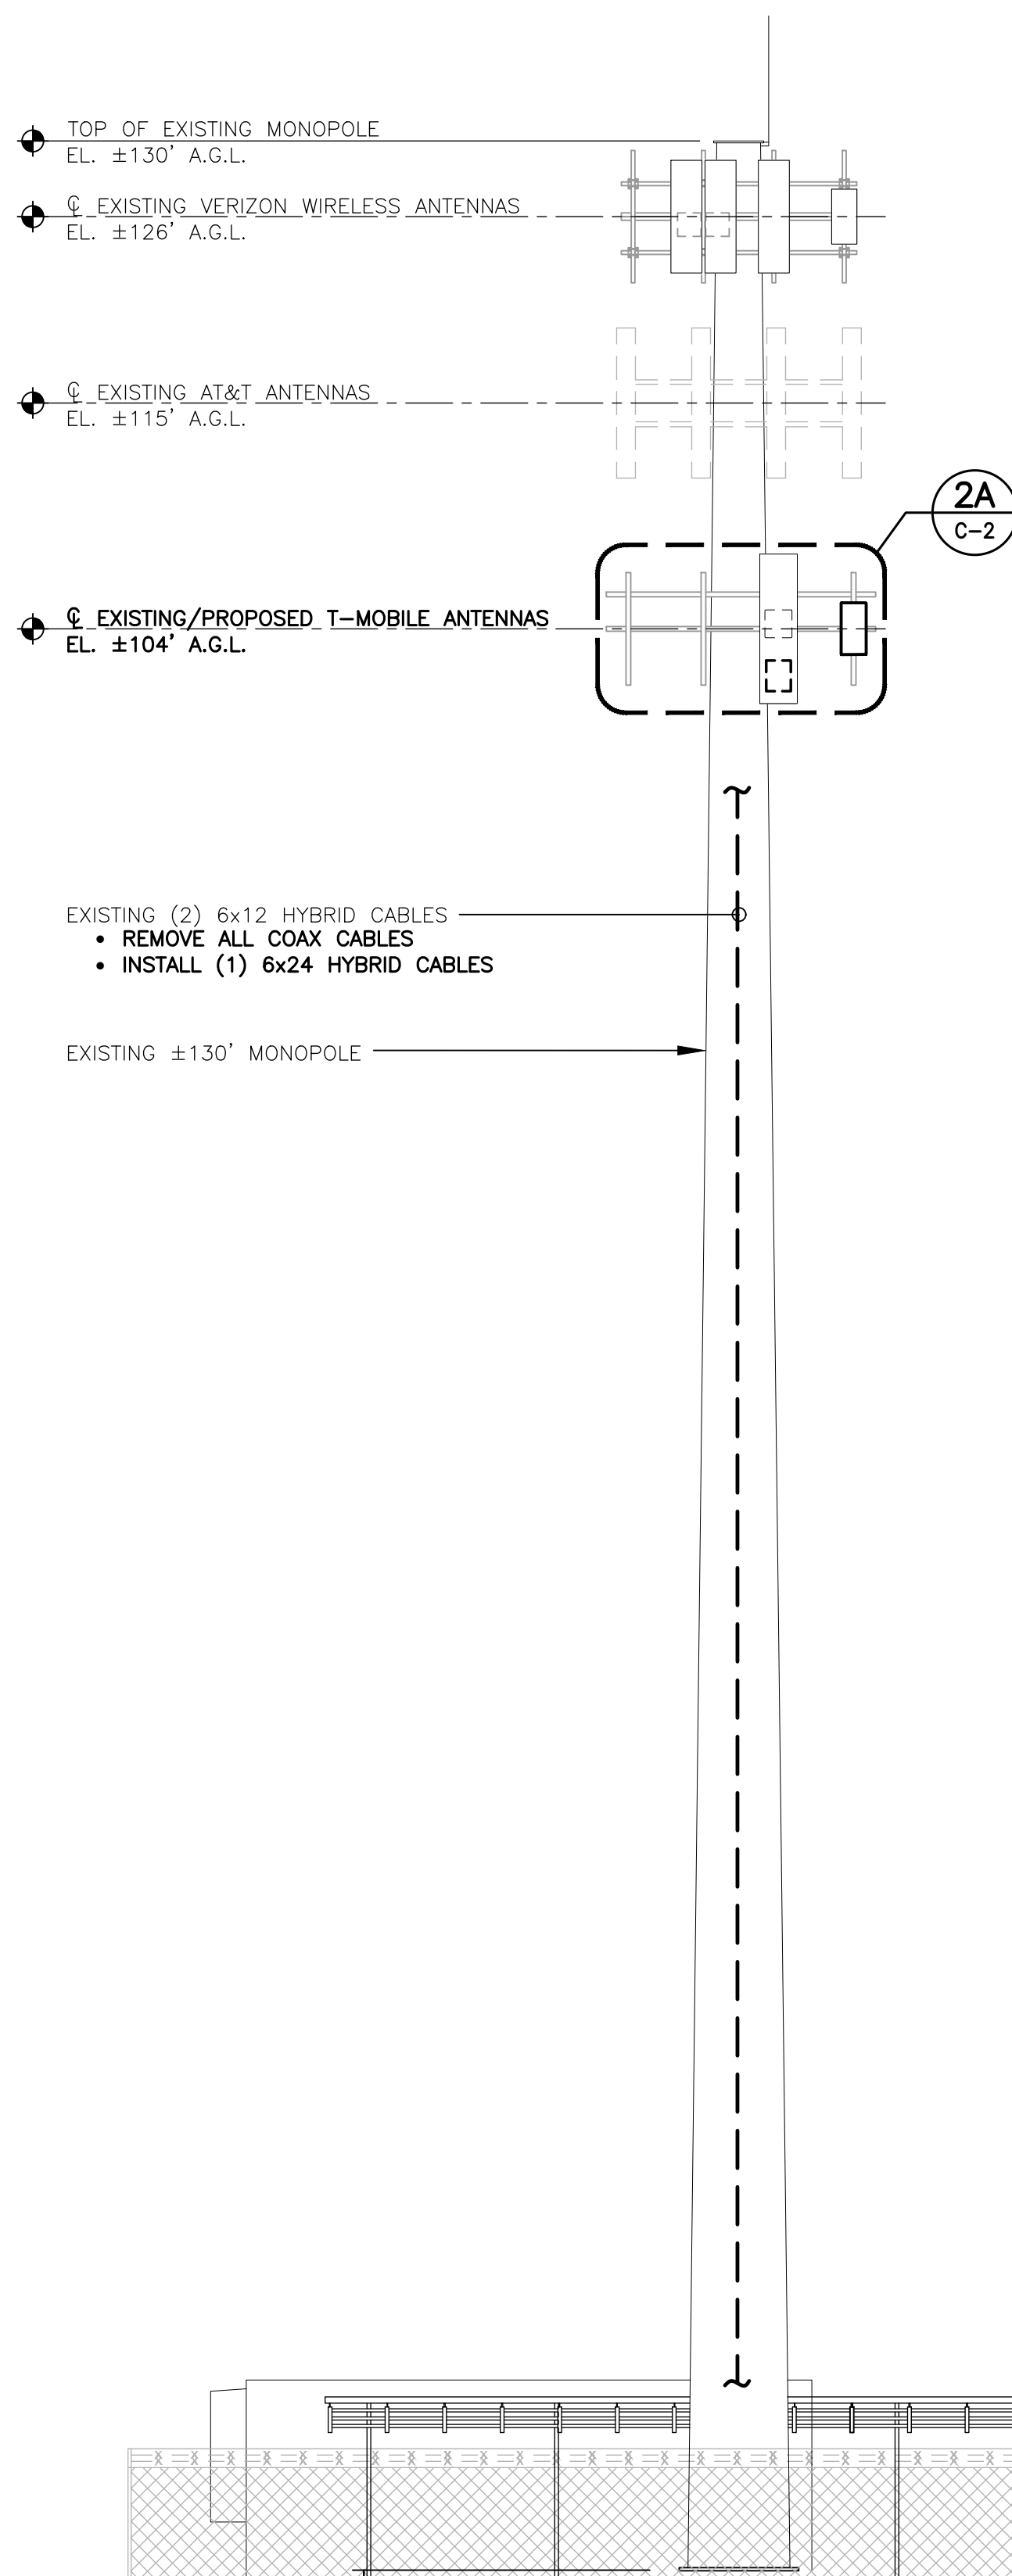 TOP OF EXISTING MONOPOLE
EL. ±130' A.G.L.
℄ EXISTING VERIZON WIRELESS ANTENNAS
EL. ±126' A.G.L.
℄ EXISTING AT&T ANTENNAS
EL. ±115' A.G.L.
2A
C-2
℄ EXISTING/PROPOSED T-MOBILE ANTENNAS
EL. ±104' A.G.L.
EXISTING (2) 6x12 HYBRID CABLES
• REMOVE ALL COAX CABLES
• INSTALL (1) 6x24 HYBRID CABLES
EXISTING ±130' MONOPOLE